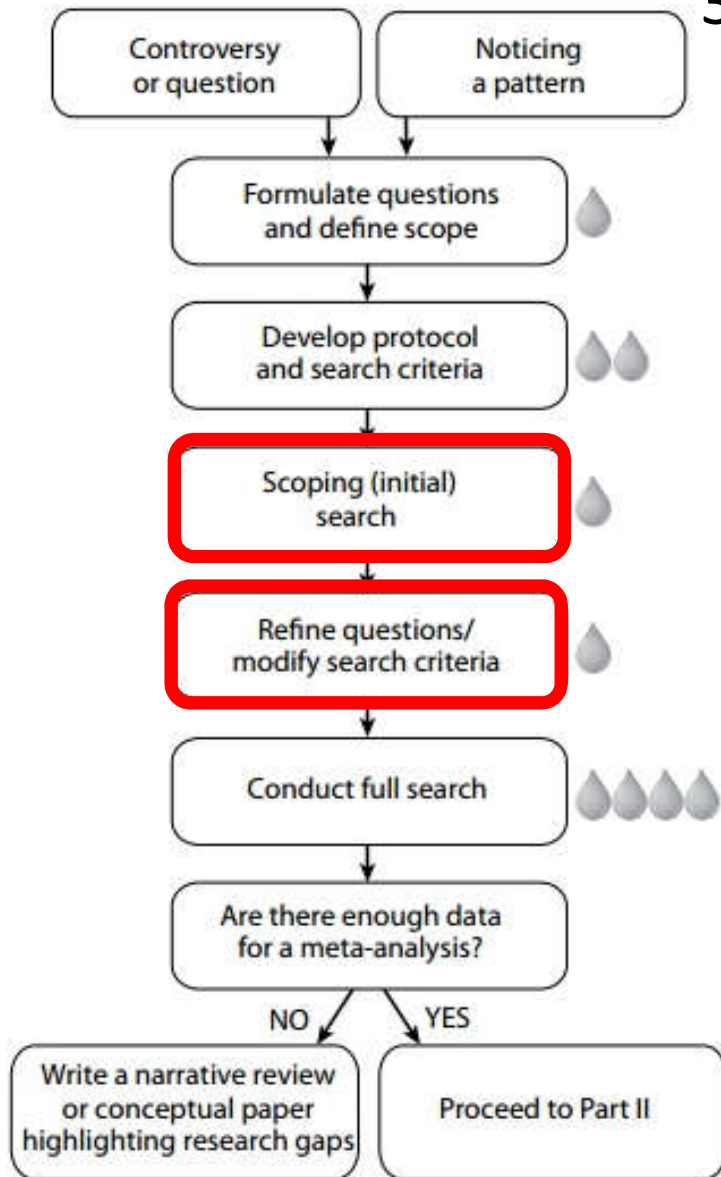 Controversy
or question
Noticing
a pattern
Formulate questions
and define scope
Develop protocol
and search criteria
Scoping (initial)
search
Refine questions/
modify search criteria
Conduct full search
Are there enough data
for a meta-analysis?
NO
YES
Write a narrative review
or conceptual paper
highlighting research gaps
Proceed to Part II